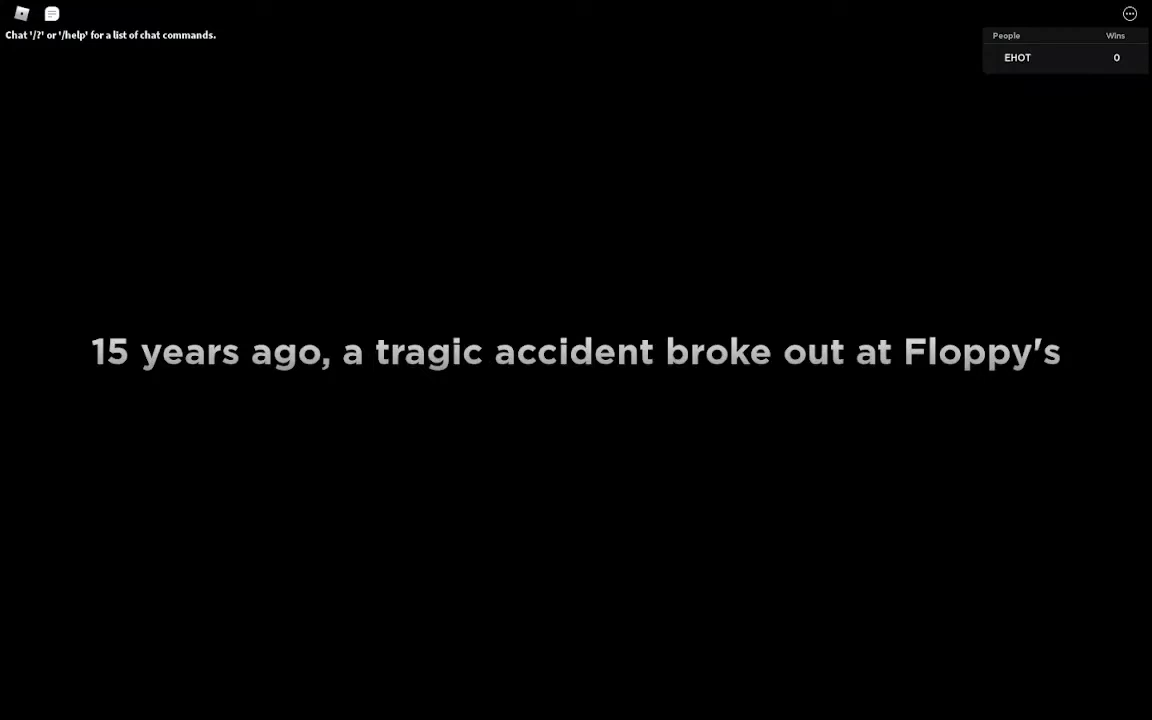 Chat '/?' or '/help' for a list of chat commands.
People Wins
EHOT 0
15 years ago, a tragic accident broke out at Floppy's